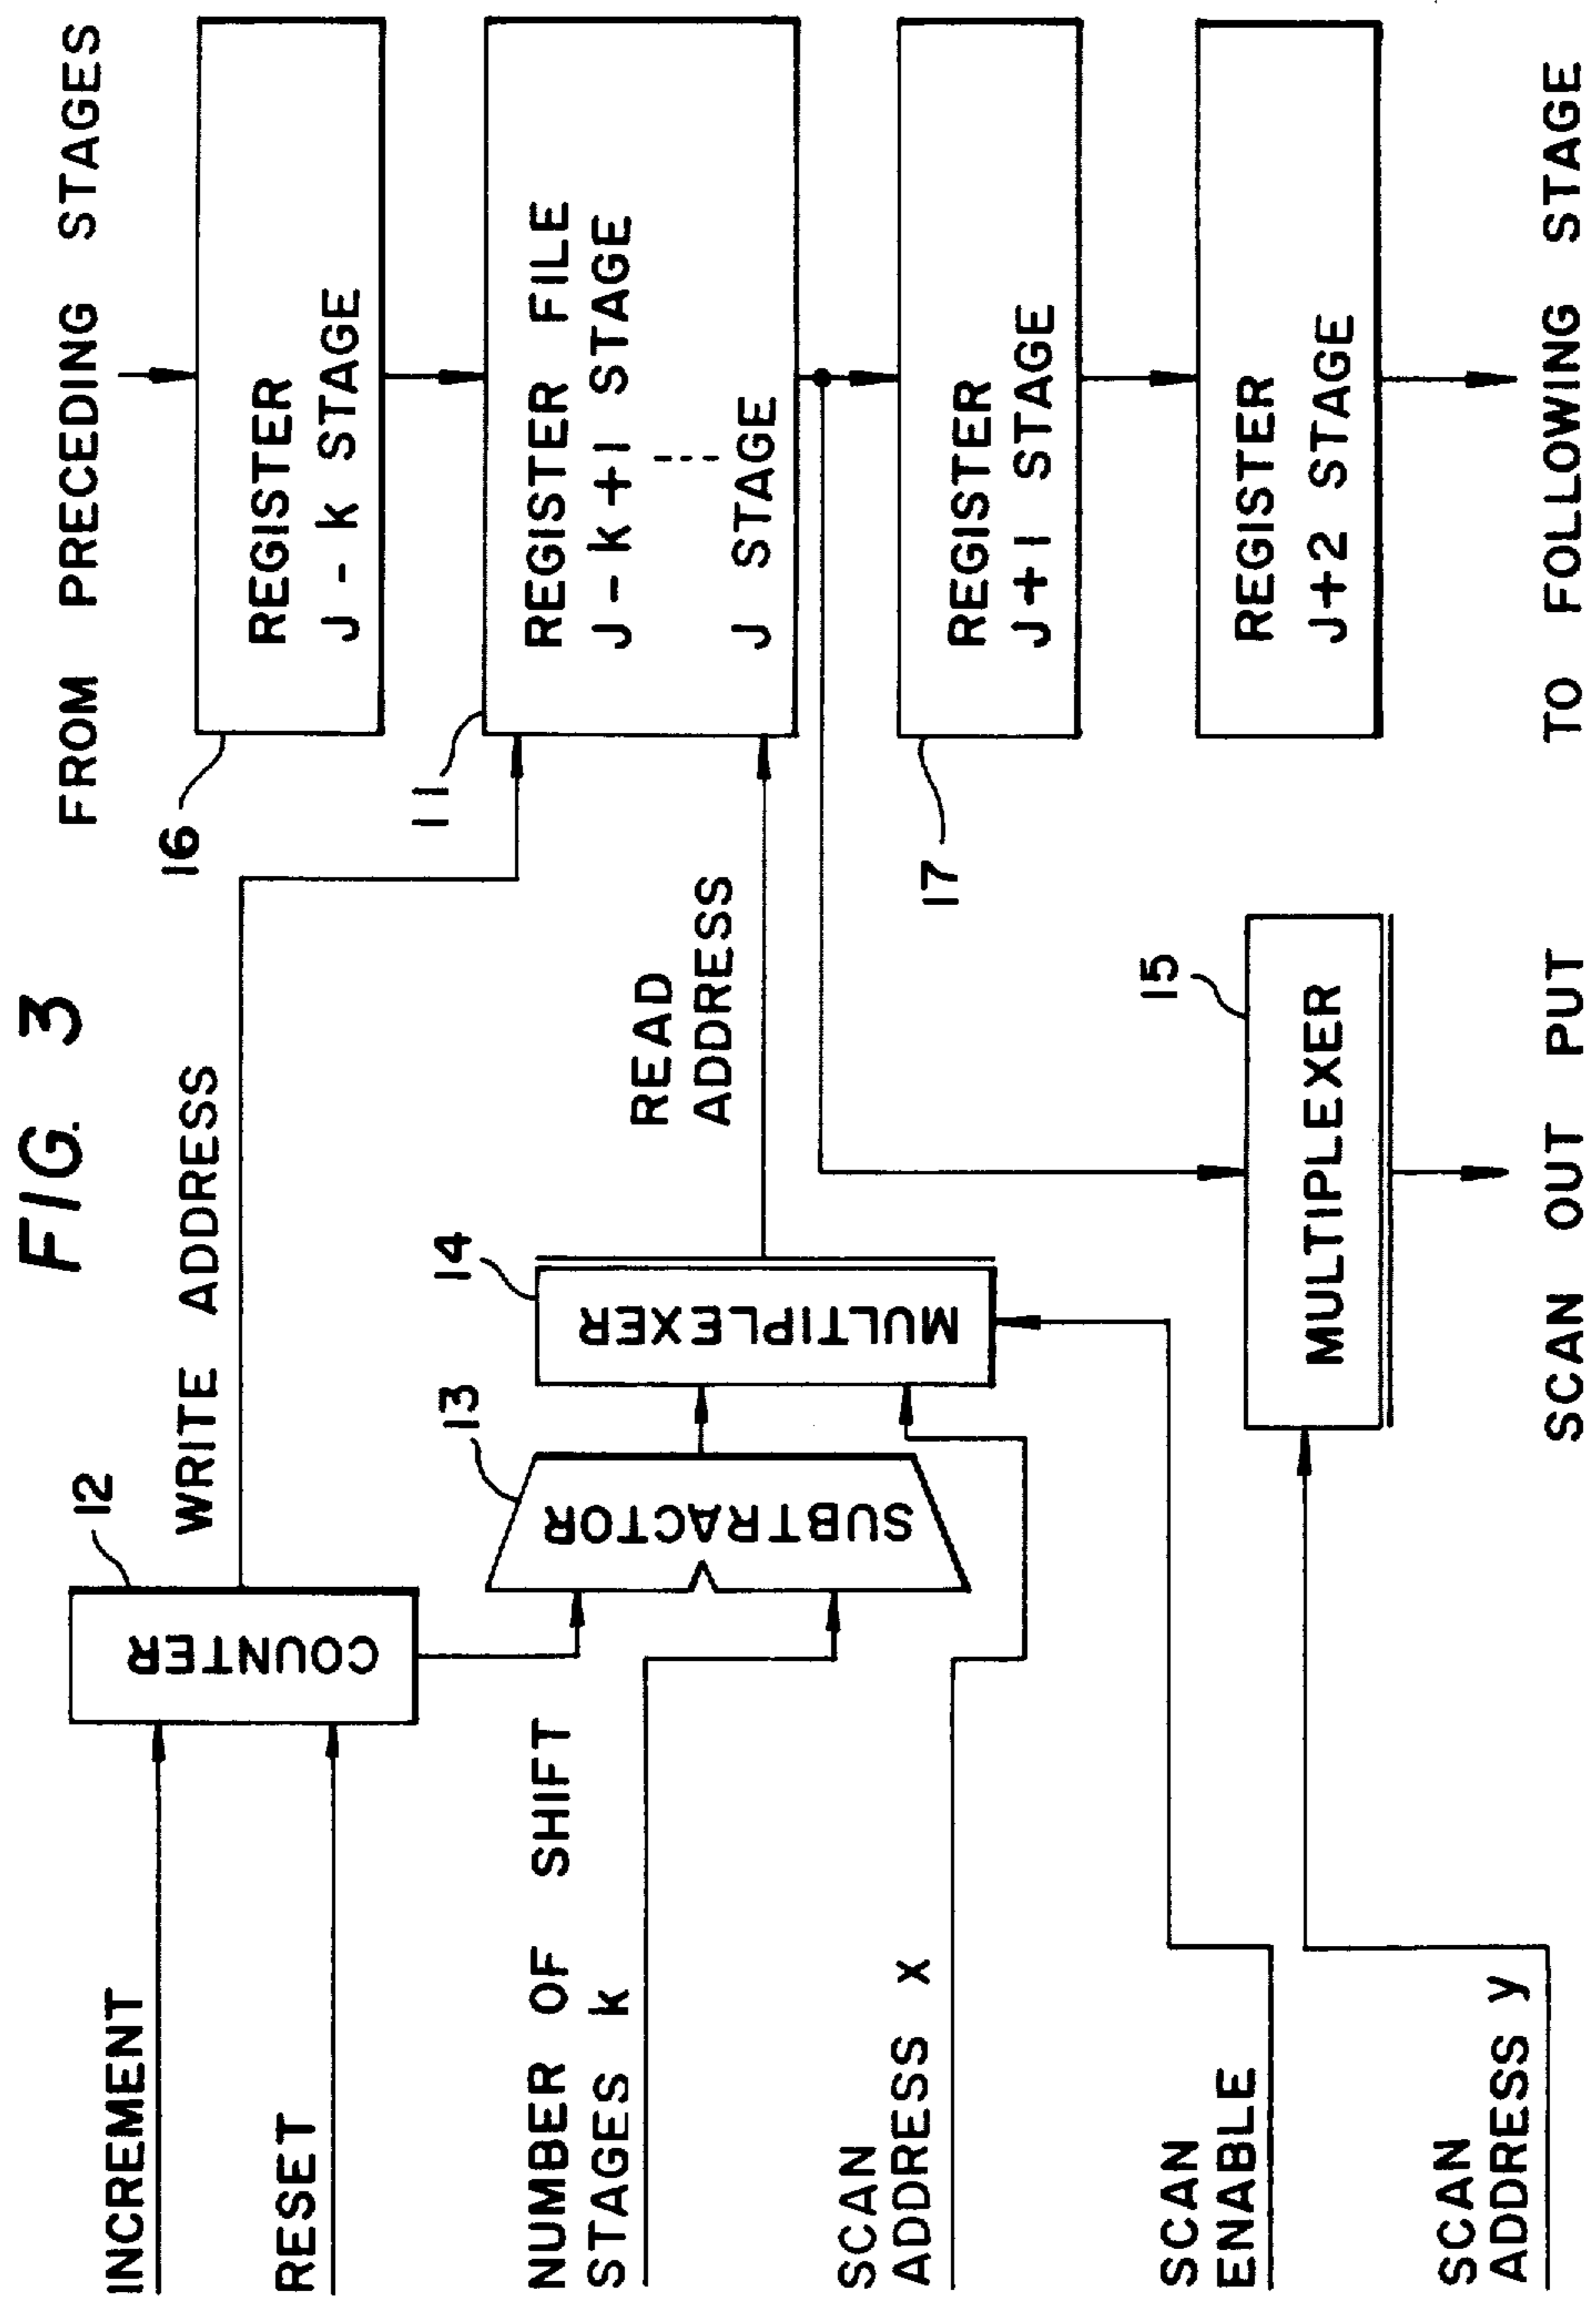 FIG. 3
FROM PRECEDING STAGES
16
REGISTER
J - k STAGE
11
REGISTER FILE
J - k + 1 STAGE
J STAGE
17
REGISTER
J + 1 STAGE
REGISTER
J + 2 STAGE
TO FOLLOWING STAGE
INCREMENT
RESET
12
COUNTER
WRITE ADDRESS
NUMBER OF SHIFT
STAGES k
13
SUBTRACTOR
14
MULTIPLEXER
READ
ADDRESS
SCAN
ADDRESS x
SCAN
ENABLE
15
MULTIPLEXER
SCAN
ADDRESS y
SCAN OUT PUT